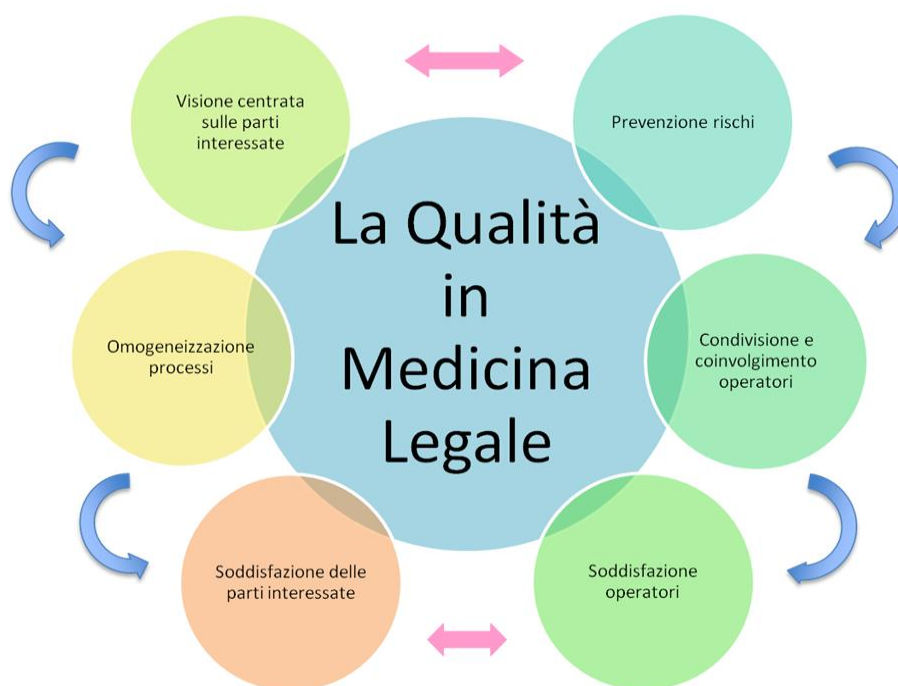 Visione centrata
sulle parti
interessate
Prevenzione rischi
La Qualità
in
Medicina
Legale
Omogeneizzazione
processi
Condivisione e
coinvolgimento
operatori
Soddisfazione delle
parti interessate
Soddisfazione
operatori